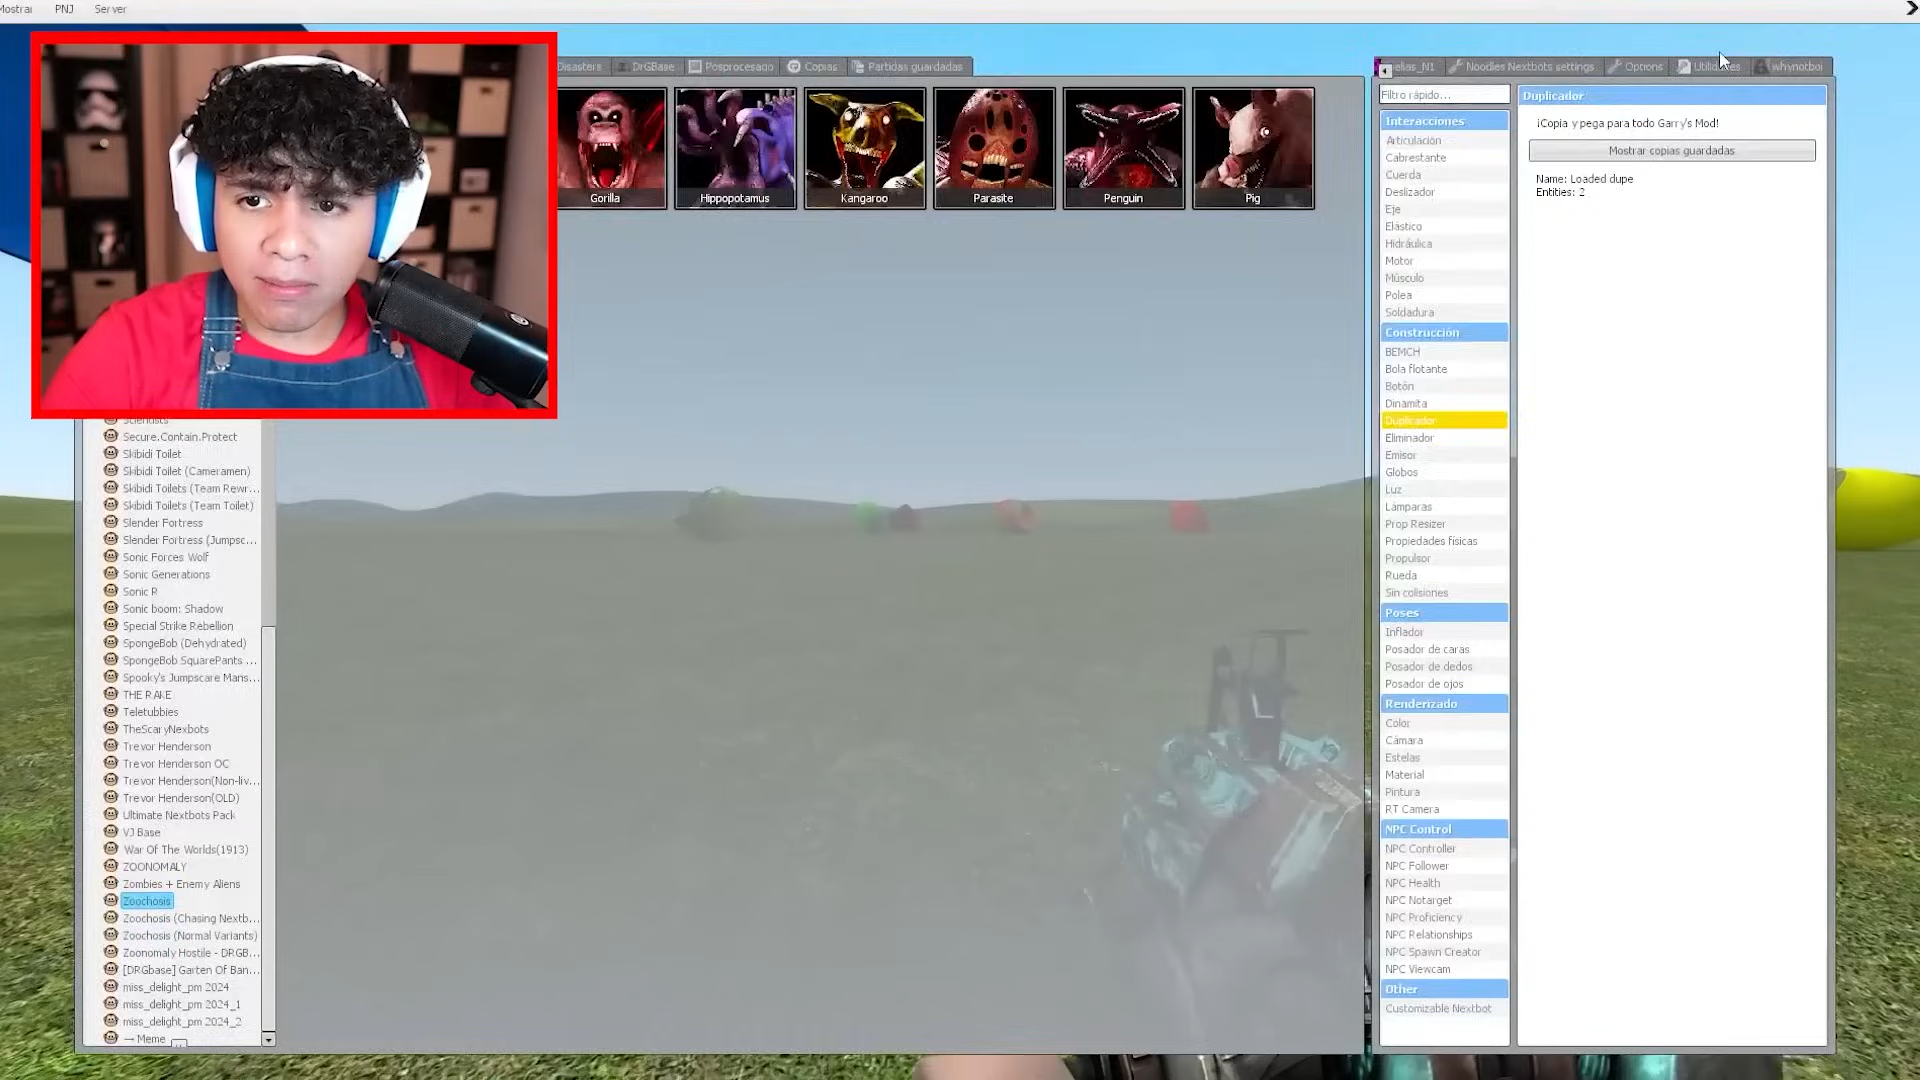 Mostrar PNJ Server
Disasters DrGBase Posprocesado Copias Partidas guardadas
elias_N1 Noodles Nextbots settings Options whynotboi
Gorilla Hippopotamus Kangaroo Parasite Penguin Pig
Scientists
Secure.Contain.Protect
Skibidi Toilet
Skibidi Toilet (Cameramen)
Skibidi Toilets (Team Rewr...
Skibidi Toilets (Team Toilet)
Slender Fortress
Slender Fortress (Jumpsc...
Sonic Forces Wolf
Sonic Generations
Sonic R
Sonic boom: Shadow
Special Strike Rebellion
SpongeBob (Dehydrated)
SpongeBob SquarePants ...
Spooky's Jumpscare Mans...
THE RAKE
Teletubbies
TheScaryNexbots
Trevor Henderson
Trevor Henderson OC
Trevor Henderson(Non-liv...
Trevor Henderson(OLD)
Ultimate Nextbots Pack
VJ Base
War Of The Worlds(1913)
ZOONOMALY
Zombies + Enemy Aliens
Zoochosis
Zoochosis (Chasing Nextb...
Zoochosis (Normal Variants)
Zoonomaly Hostile - DRGB...
[DRGbase] Garten Of Ban...
miss_delight_pm 2024
miss_delight_pm 2024_1
miss_delight_pm 2024_2
→ Meme
Filtro rápido...
Interacciones
Articulación
Cabrestante
Cuerda
Deslizador
Eje
Elástico
Hidráulica
Motor
Músculo
Polea
Soldadura
Construcción
BEMCH
Bola flotante
Botón
Dinamita
Duplicador
Eliminador
Emisor
Globos
Luz
Lámparas
Prop Resizer
Propiedades físicas
Propulsor
Rueda
Sin colisiones
Poses
Inflador
Posador de caras
Posador de dedos
Posador de ojos
Renderizado
Color
Cámara
Estelas
Material
Pintura
RT Camera
NPC Control
NPC Controller
NPC Follower
NPC Health
NPC Notarget
NPC Proficiency
NPC Relationships
NPC Spawn Creator
NPC Viewcam
Other
Customizable Nextbot
Duplicador
¡Copia y pega para todo Garry's Mod!
Mostrar copias guardadas
Name: Loaded dupe
Entities: 2